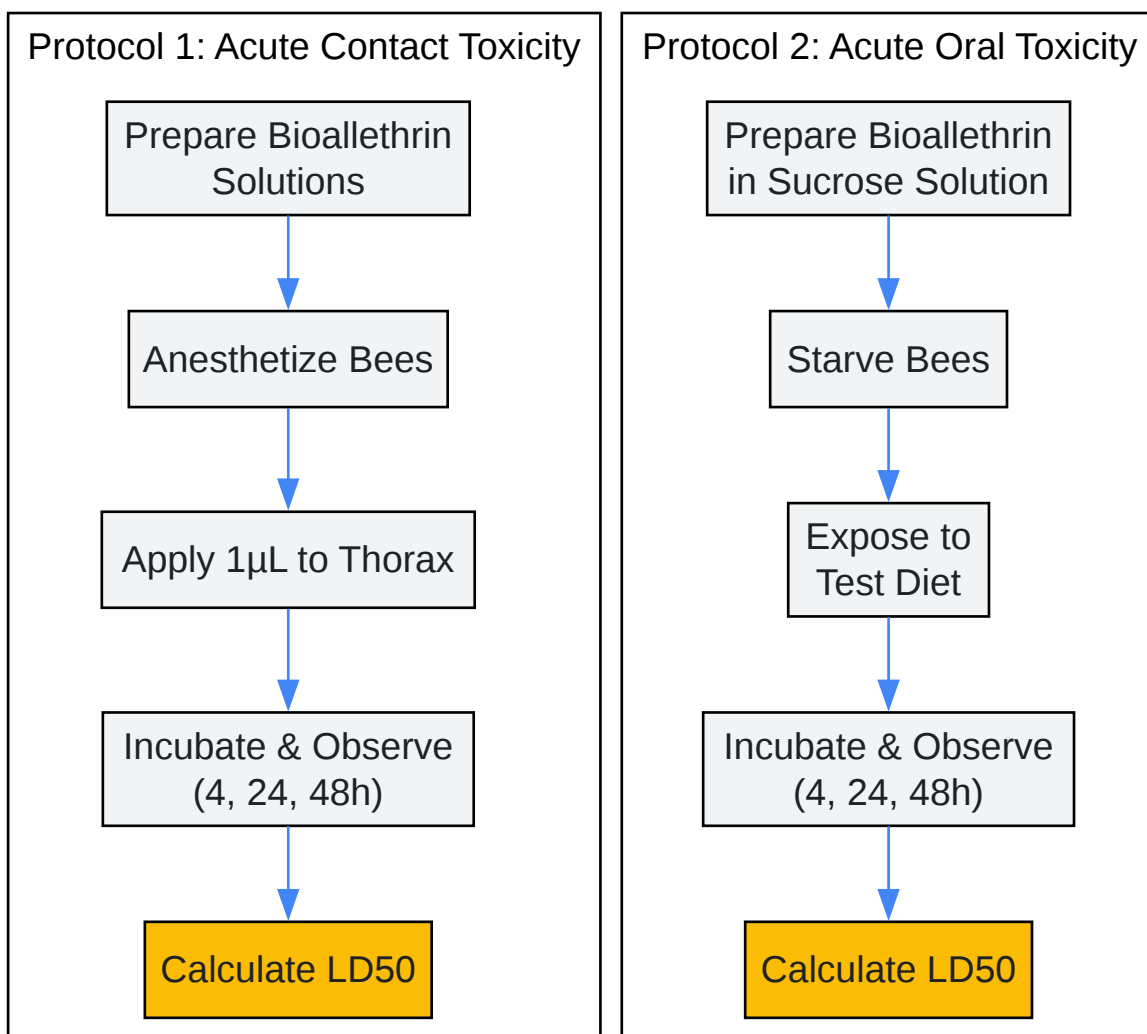 Protocol 1: Acute Contact Toxicity
Prepare Bioallethrin
Solutions
Anesthetize Bees
Apply 1µL to Thorax
Incubate & Observe
(4, 24, 48h)
Calculate LD50
Protocol 2: Acute Oral Toxicity
Prepare Bioallethrin
in Sucrose Solution
Starve Bees
Expose to
Test Diet
Incubate & Observe
(4, 24, 48h)
Calculate LD50